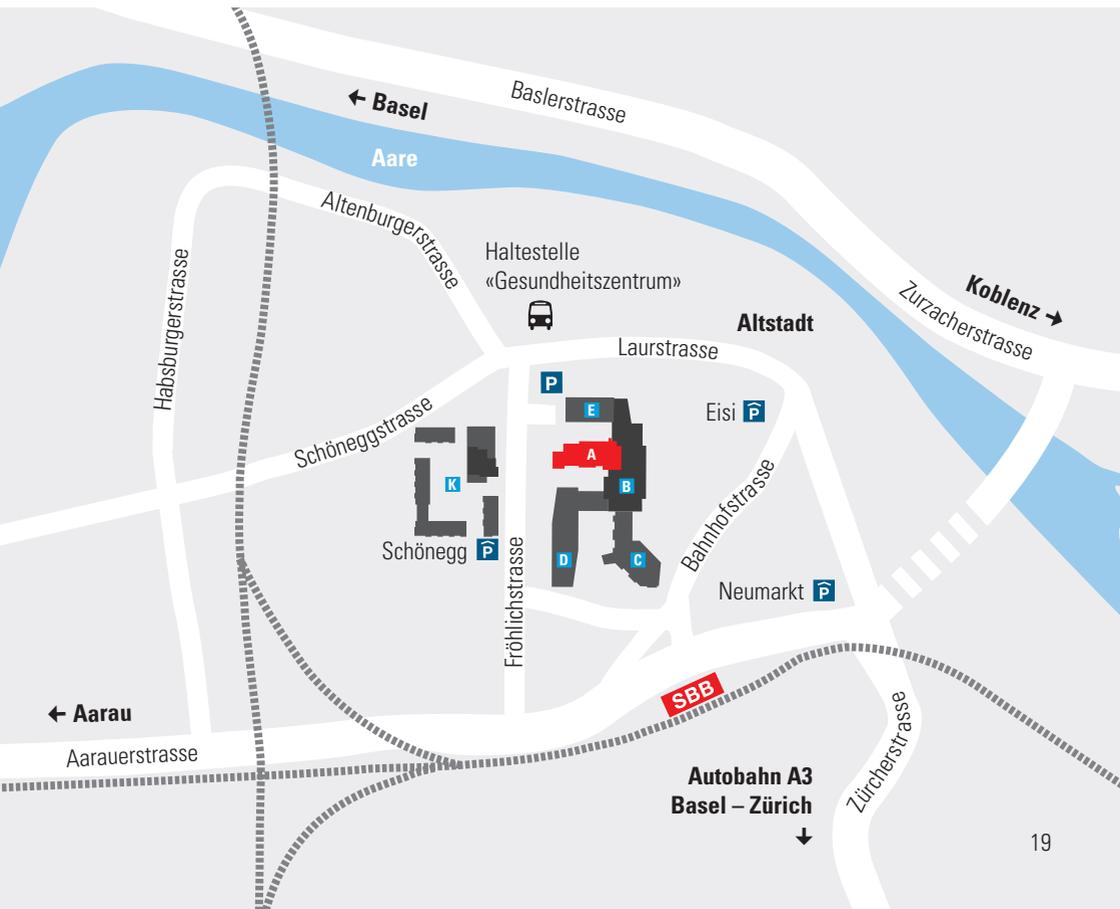 Baslerstrasse
← Basel
Aare
Altenburgerstrasse
Haltestelle
«Gesundheitszentrum»
Habsburgerstrasse
Koblenz →
Zurzacherstrasse
Altstadt
Laurstrasse
P
E
Eisi P
Schöneggstrasse
A
K
B
Bahnhofstrasse
Schönegg P
D
C
Fröhlichstrasse
Neumarkt P
SBB
← Aarau
Aarauerstrasse
Zürcherstrasse
Autobahn A3
Basel – Zürich
↓
19